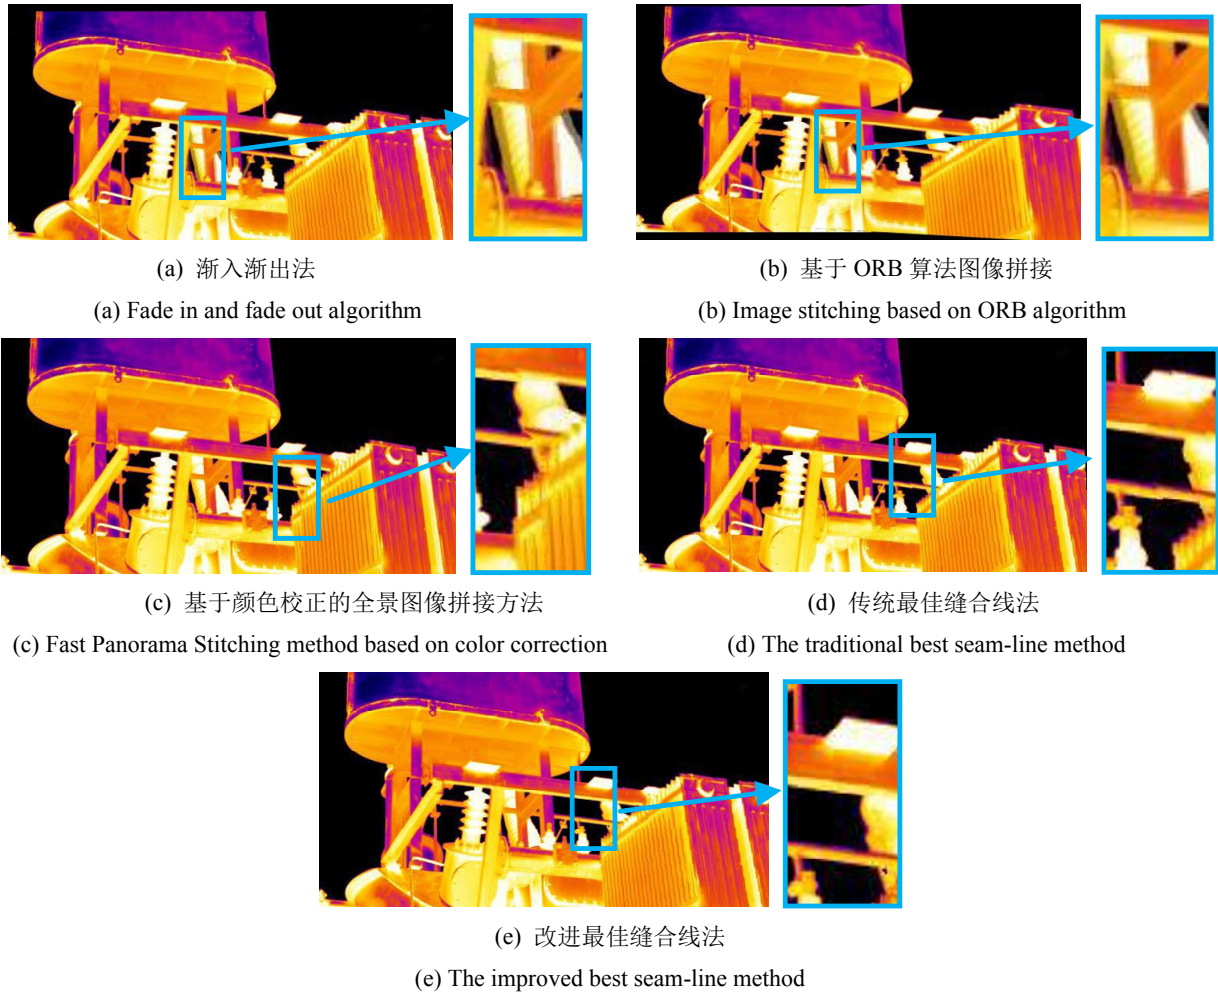 (a) 渐入渐出法
(a) Fade in and fade out algorithm
(b) 基于 ORB 算法图像拼接
(b) Image stitching based on ORB algorithm
(c) 基于颜色校正的全景图像拼接方法
(c) Fast Panorama Stitching method based on color correction
(d) 传统最佳缝合线法
(d) The traditional best seam-line method
(e) 改进最佳缝合线法
(e) The improved best seam-line method